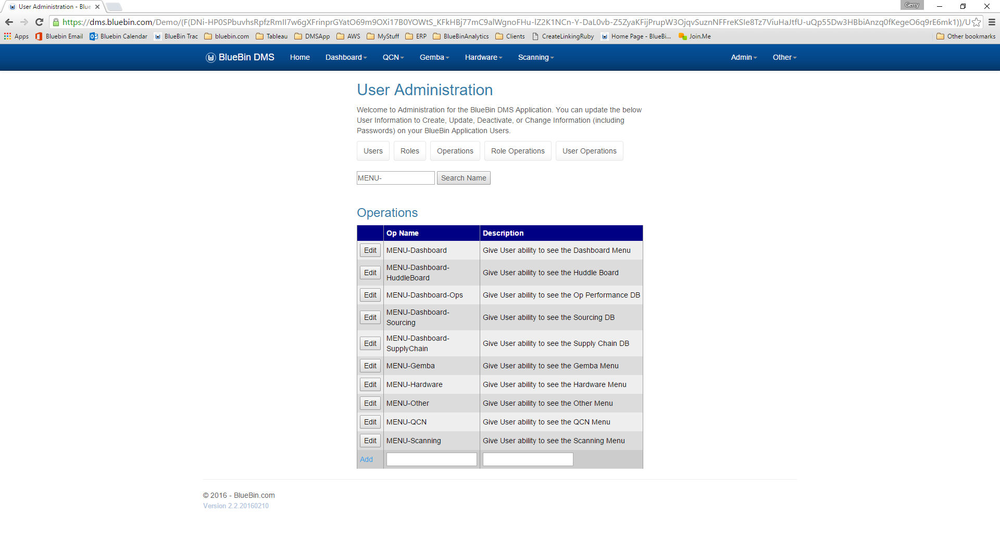 User Administration - Blue
Gerry
https://dms.bluebin.com/Demo/(F(DNi-HP0SPbuvhsRpfzRmII7w6gXFrinprGYatO69m9OXi17B0YOWtS_KFkHBj77mC9alWgnoFHu-lZ2K1NCn-Y-DaL0vb-Z5ZyaKFijPrupW3OjqvSuznNFFreKSIe8Tz7ViuHaJtfU-uQp55Dw3HBbiAnzq0fKegeO6q9rE6mk1))/U
Apps Bluebin Email Bluebin Calendar BlueBin Trac bluebin.com Tableau DMSApp AWS MyStuff ERP BlueBinAnalytics Clients CreateLinkingRuby Home Page - BlueBi... Join.Me Other bookmarks
BlueBin DMS Home Dashboard QCN Gemba Hardware Scanning Admin Other
User Administration
Welcome to Administration for the BlueBin DMS Application. You can update the below
User Information to Create, Update, Deactivate, or Change Information (including
Passwords) on your BlueBin Application Users.
Users Roles Operations Role Operations User Operations
MENU- Search Name
Operations
Op Name Description
Edit MENU-Dashboard Give User ability to see the Dashboard Menu
Edit MENU-Dashboard-
HuddleBoard Give User ability to see the Huddle Board
Edit MENU-Dashboard-Ops Give User ability to see the Op Performance DB
Edit MENU-Dashboard-
Sourcing Give User ability to see the Sourcing DB
Edit MENU-Dashboard-
SupplyChain Give User ability to see the Supply Chain DB
Edit MENU-Gemba Give User ability to see the Gemba Menu
Edit MENU-Hardware Give User ability to see the Hardware Menu
Edit MENU-Other Give User ability to see the Other Menu
Edit MENU-QCN Give User ability to see the QCN Menu
Edit MENU-Scanning Give User ability to see the Scanning Menu
Add
© 2016 - BlueBin.com
Version 2.2.20160210